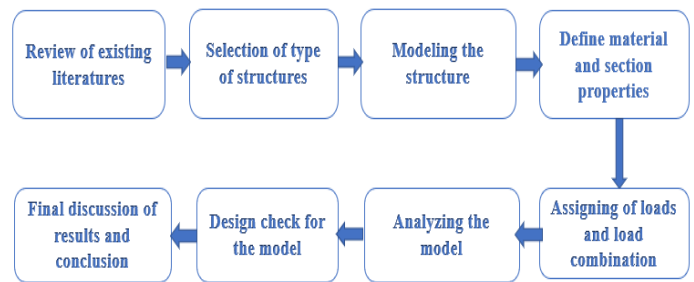 Review of existing
literatures
Selection of type
of structures
Modeling the
structure
Define material
and section
properties
Assigning of loads
and load
combination
Analyzing the
model
Design check for
the model
Final discussion of
results and
conclusion